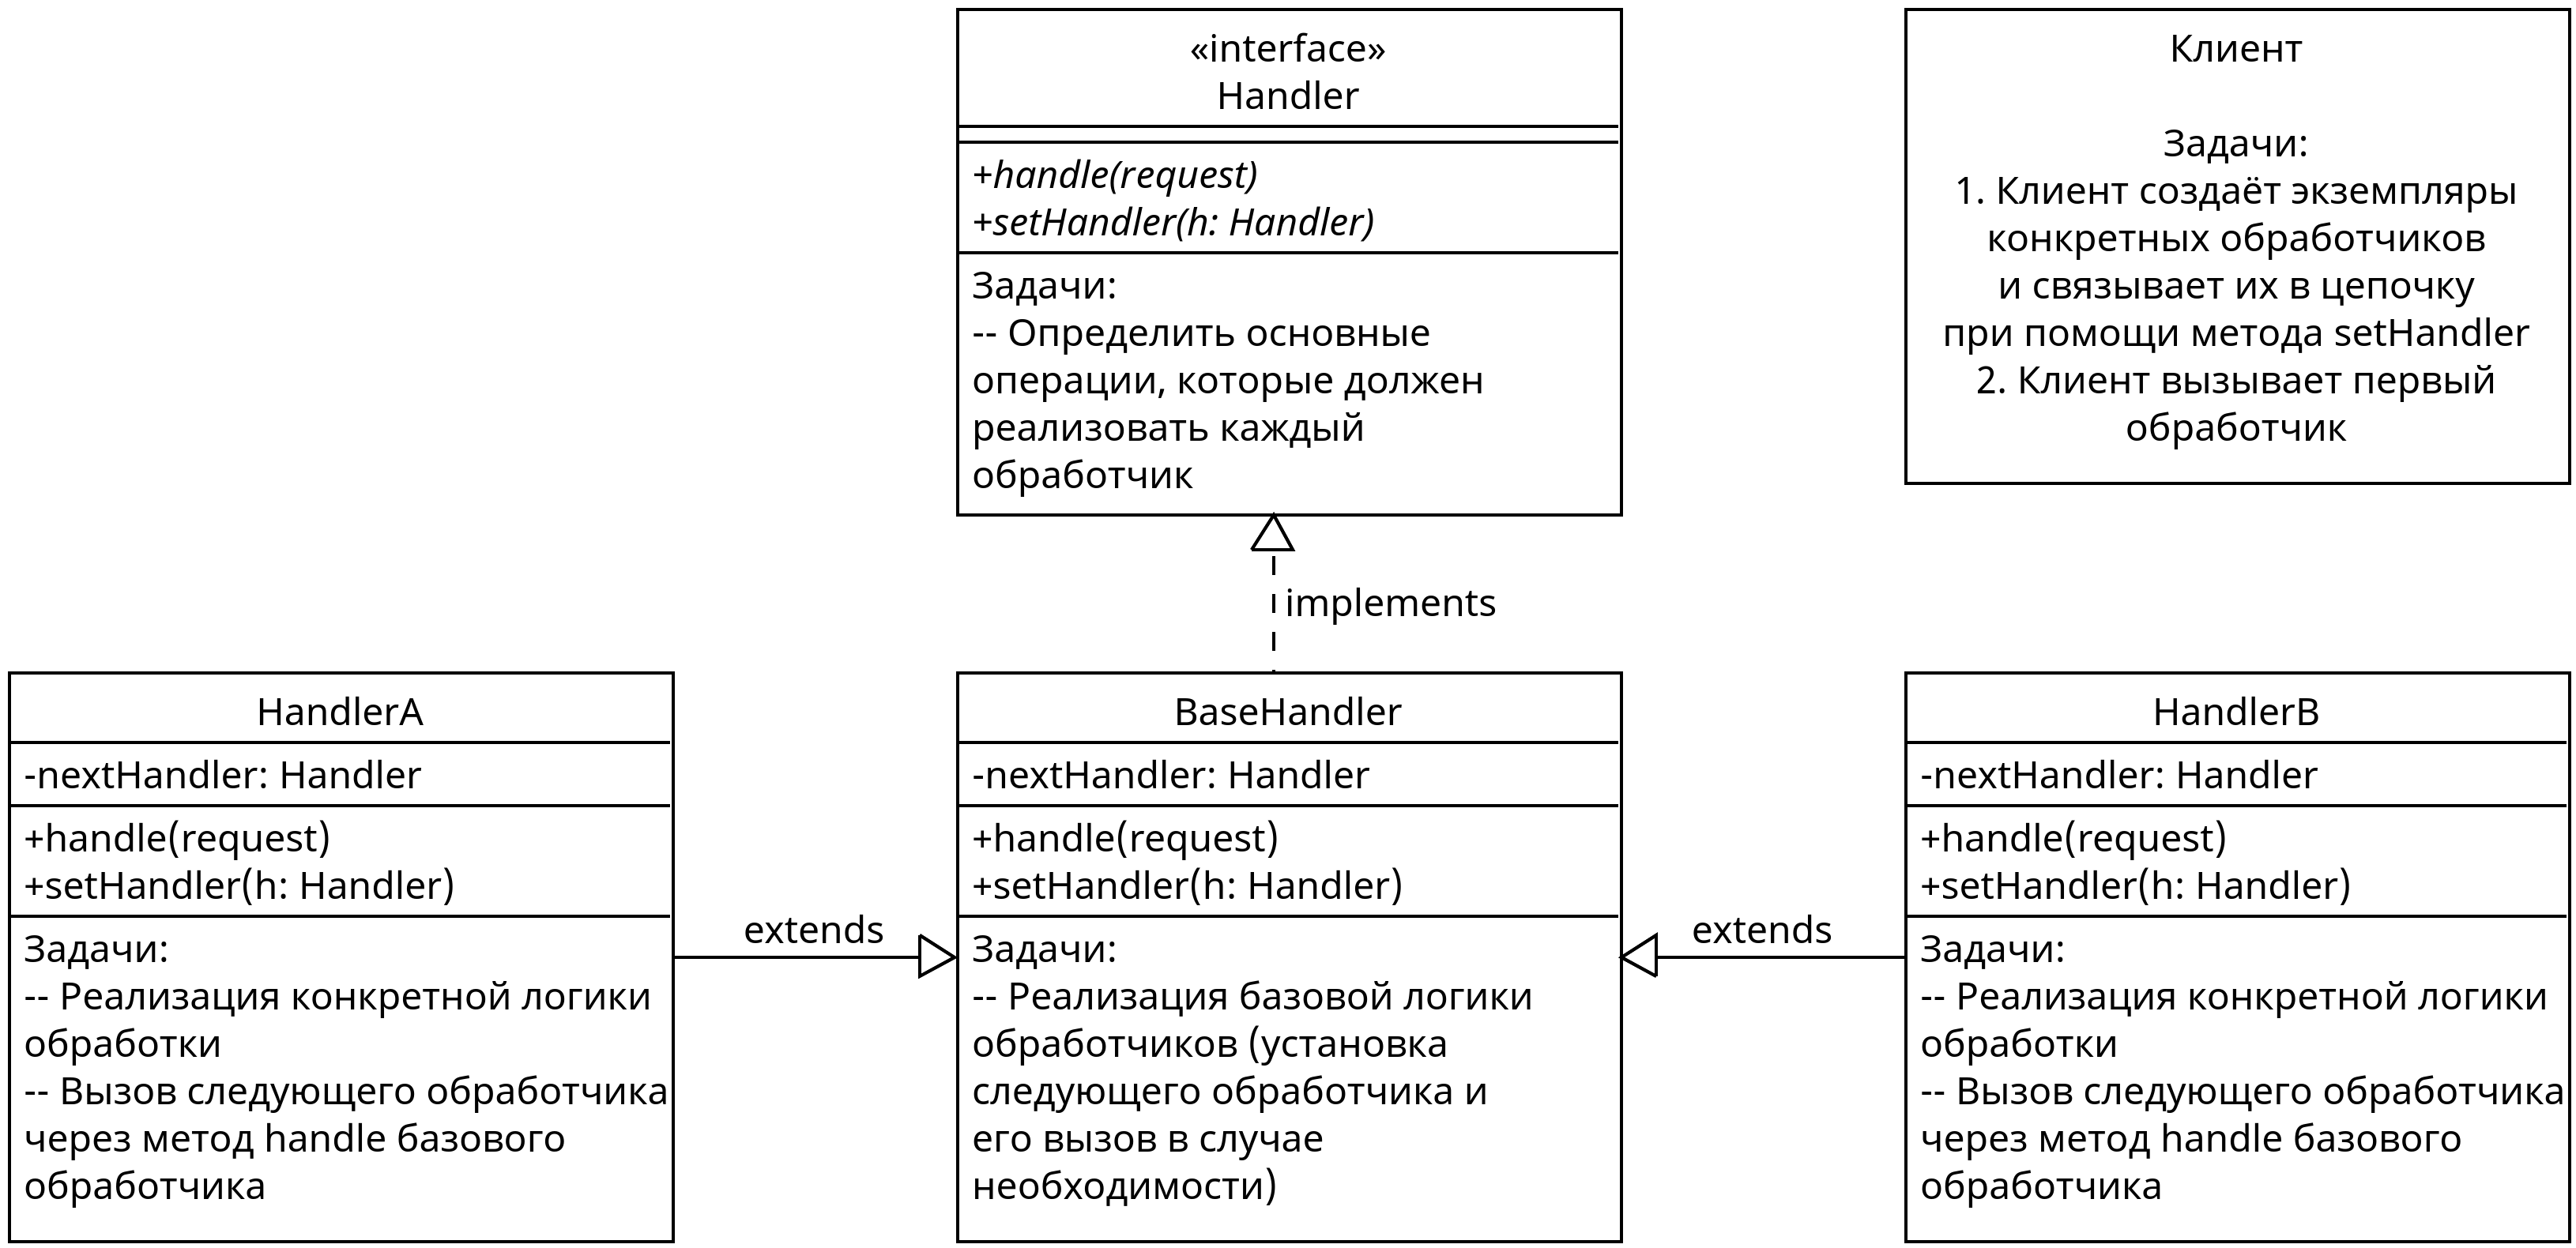 «interface»
Handler
+handle(request)
+setHandler(h: Handler)
Задачи:
-- Определить основные
операции, которые должен
реализовать каждый
обработчик
Клиент
Задачи:
1. Клиент создаёт экземпляры
конкретных обработчиков
и связывает их в цепочку
при помощи метода setHandler
2. Клиент вызывает первый
обработчик
implements
HandlerA
-nextHandler: Handler
+handle(request)
+setHandler(h: Handler)
Задачи:
-- Реализация конкретной логики
обработки
-- Вызов следующего обработчика
через метод handle базового
обработчика
extends
BaseHandler
-nextHandler: Handler
+handle(request)
+setHandler(h: Handler)
Задачи:
-- Реализация базовой логики
обработчиков (установка
следующего обработчика и
его вызов в случае
необходимости)
extends
HandlerB
-nextHandler: Handler
+handle(request)
+setHandler(h: Handler)
Задачи:
-- Реализация конкретной логики
обработки
-- Вызов следующего обработчика
через метод handle базового
обработчика